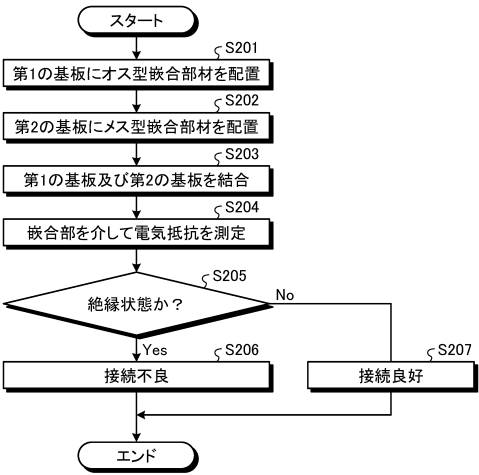 スタート
S201
第1の基板にオス型嵌合部材を配置
S202
第2の基板にメス型嵌合部材を配置
S203
第1の基板及び第2の基板を結合
S204
嵌合部を介して電気抵抗を測定
S205
絶縁状態か？
No
Yes
S206
接続不良
S207
接続良好
エンド